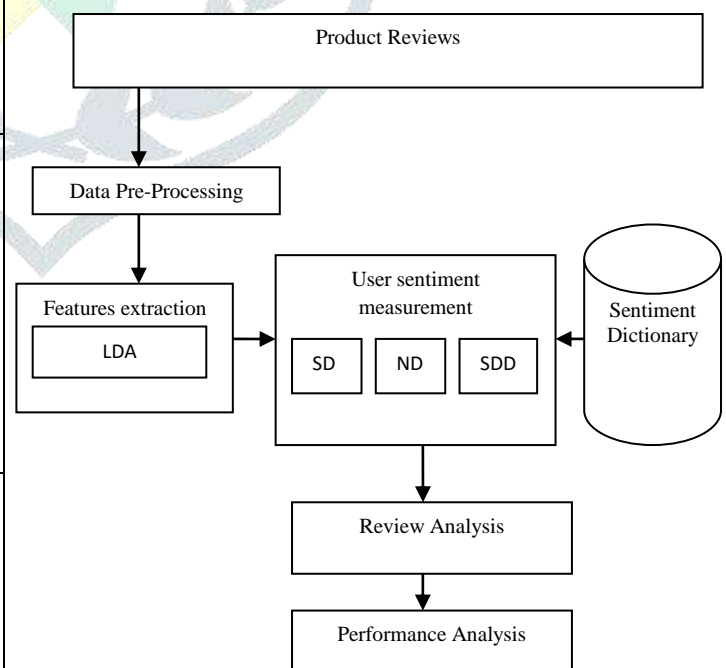 Product Reviews
Data Pre-Processing
Features extraction
LDA
User sentiment
measurement
SD ND SDD
Sentiment
Dictionary
Review Analysis
Performance Analysis